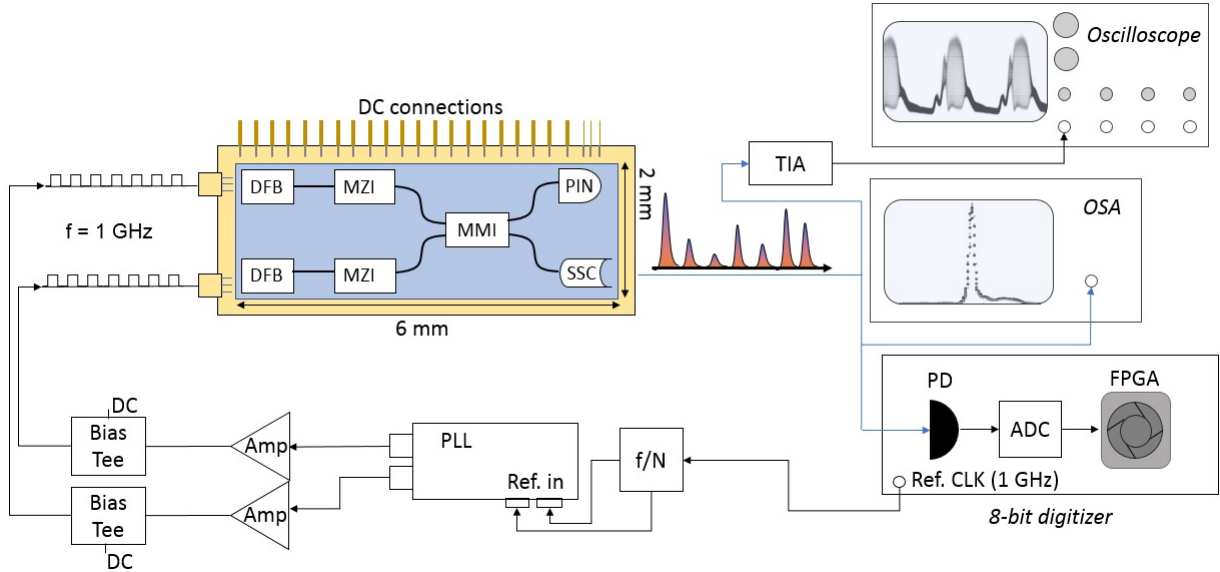 Oscilloscope
DC connections
TIA
DFB
MZI
PIN
2 mm
f = 1 GHz
MMI
OSA
DFB
MZI
SSC
6 mm
PD
FPGA
DC
Bias
Tee
Amp
PLL
f/N
ADC
Ref. in
Ref. CLK (1 GHz)
Bias
Tee
Amp
8-bit digitizer
DC